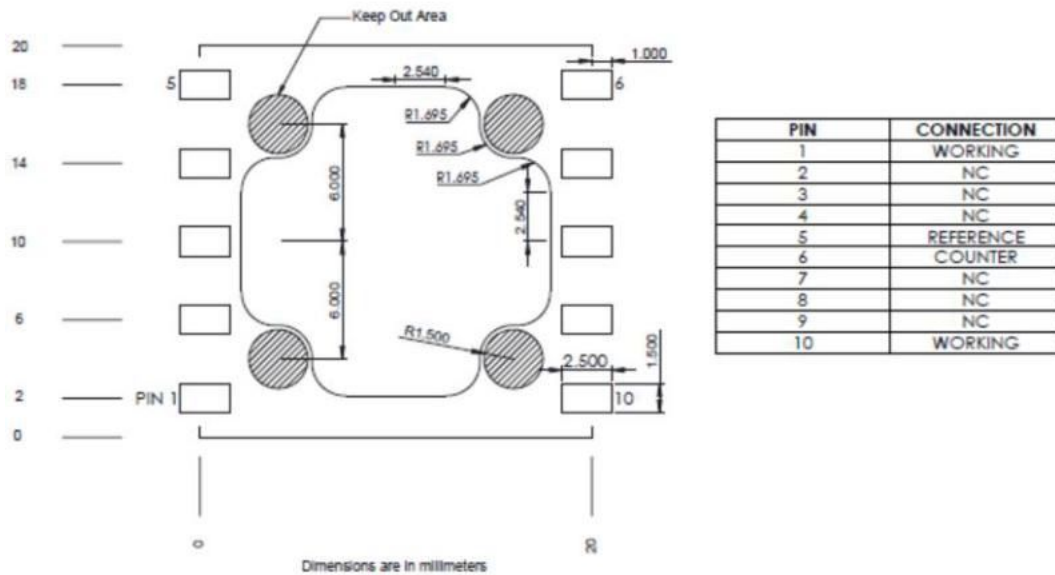 Keep Out Area
20
18
14
10
6
2
0
5
6
1.000
2.540
R1.695
R1.695
R1.695
6.000
2.540
6.000
R1.500
2.500
1.500
PIN 1
10
0
20
Dimensions are in millimeters
PIN CONNECTION
1 WORKING
2 NC
3 NC
4 NC
5 REFERENCE
6 COUNTER
7 NC
8 NC
9 NC
10 WORKING